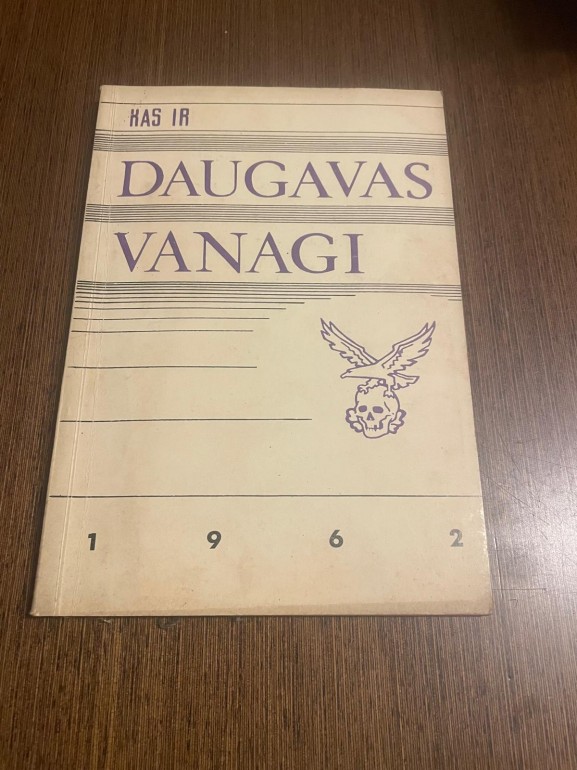 KAS IR
DAUGAVAS
VANAGI
1 9 6 2